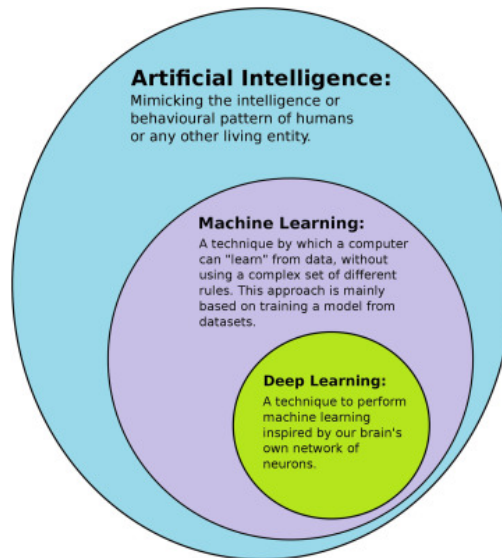 Artificial Intelligence:
Mimicking the intelligence or
behavioural pattern of humans
or any other living entity.
Machine Learning:
A technique by which a computer
can "learn" from data, without
using a complex set of different
rules. This approach is mainly
based on training a model from
datasets.
Deep Learning:
A technique to perform
machine learning
inspired by our brain's
own network of
neurons.